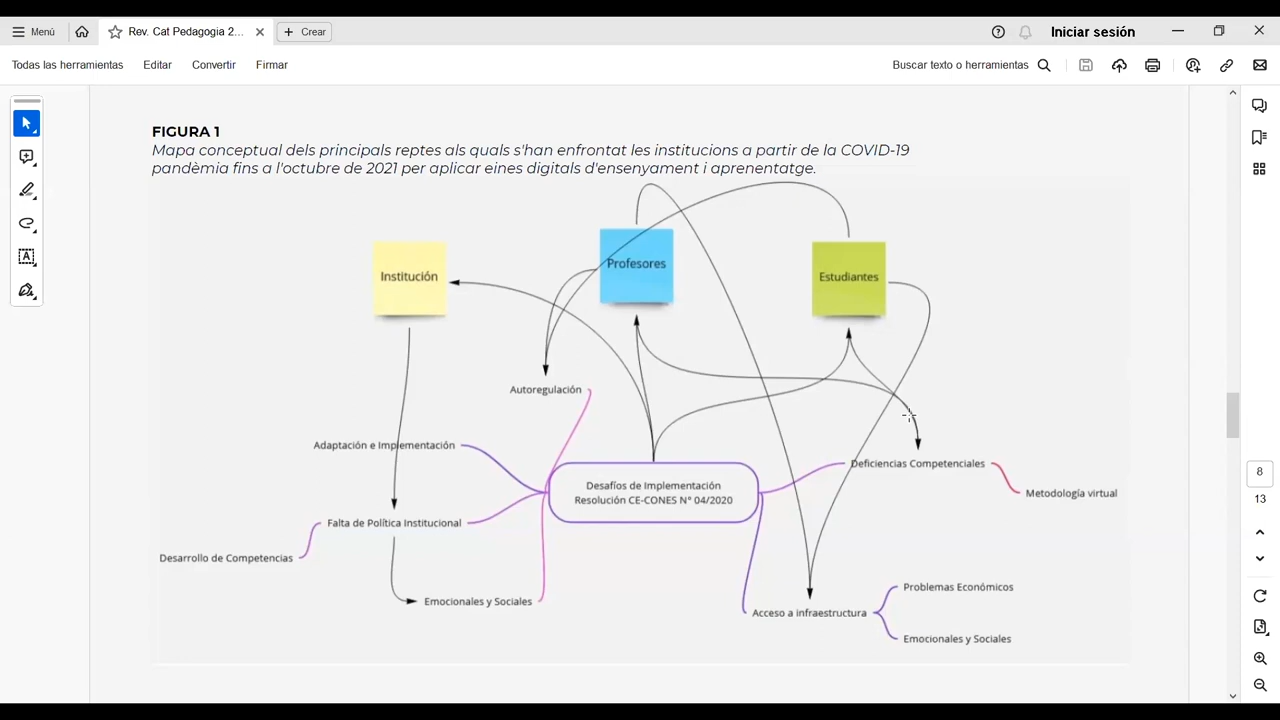 Menú
Rev. Cat Pedagogia 2...
Crear
Iniciar sesión
Todas las herramientas
Editar
Convertir
Firmar
Buscar texto o herramientas
FIGURA 1
Mapa conceptual dels principals reptes als quals s'han enfrontat les institucions a partir de la COVID-19
pandèmia fins a l'octubre de 2021 per aplicar eines digitals d'ensenyament i aprenentatge.
Institución
Profesores
Estudiantes
Autoregulación
Adaptación e Implementación
Desafíos de Implementación
Resolución CE-CONES N° 04/2020
Deficiencias Competenciales
Metodología virtual
Falta de Política Institucional
Desarrollo de Competencias
Emocionales y Sociales
Acceso a infraestructura
Problemas Económicos
Emocionales y Sociales
8
13